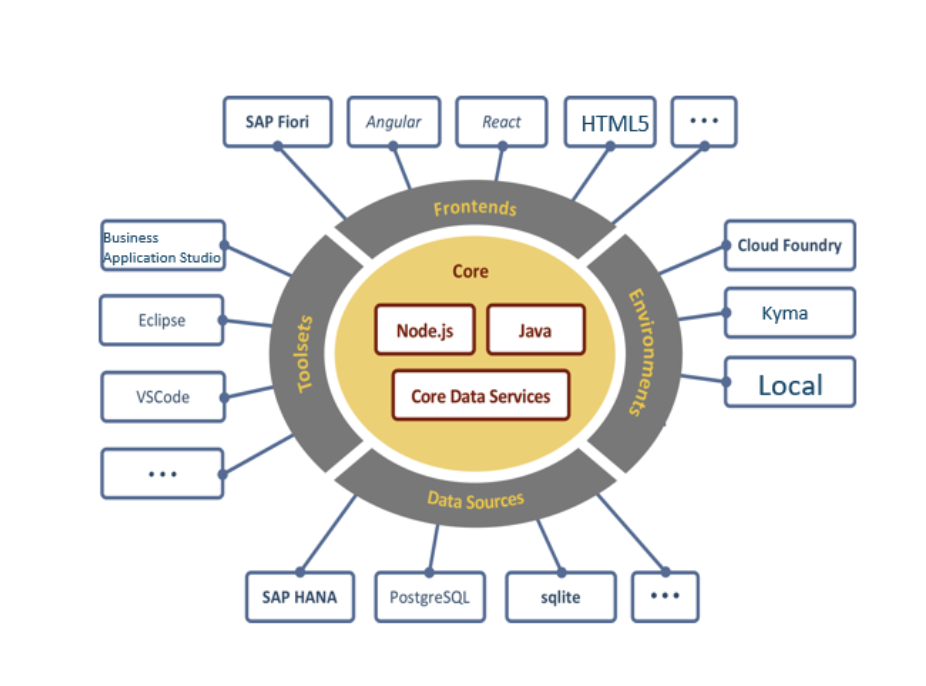 SAP Fiori
Angular
React
HTML5
...
Frontends
Business
Application Studio
Eclipse
VSCode
...
Toolsets
Core
Node.js
Java
Core Data Services
Environments
Cloud Foundry
Kyma
Local
Data Sources
SAP HANA
PostgreSQL
sqlite
...